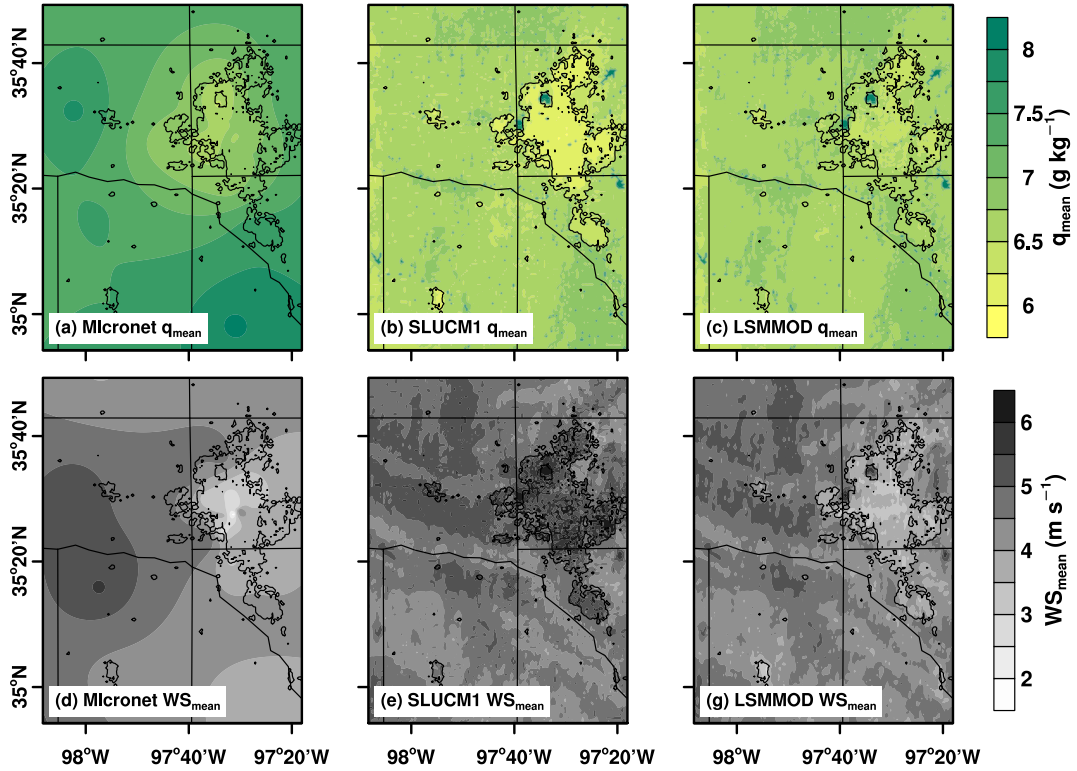 35°40'N
35°20'N
35°N
(a) MIcronet q_mean
(b) SLUCM1 q_mean
(c) LSMMOD q_mean
8
7.5
7
6.5
6
q_mean (g kg⁻¹)
35°40'N
35°20'N
35°N
(d) MIcronet WS_mean
(e) SLUCM1 WS_mean
(g) LSMMOD WS_mean
6
5
4
3
2
WS_mean (m s⁻¹)
98°W 97°40'W 97°20'W
98°W 97°40'W 97°20'W
98°W 97°40'W 97°20'W